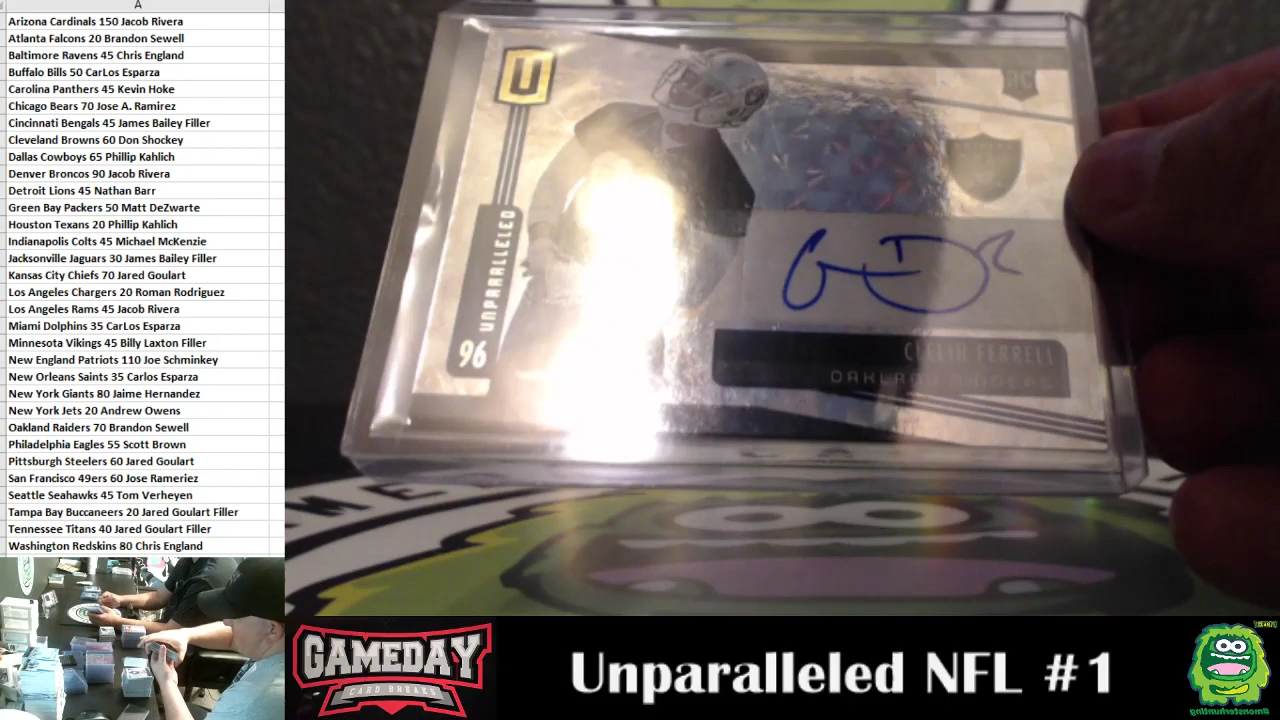 A
Arizona Cardinals 150 Jacob Rivera
Atlanta Falcons 20 Brandon Sewell
Baltimore Ravens 45 Chris England
Buffalo Bills 50 CarLos Esparza
Carolina Panthers 45 Kevin Hoke
Chicago Bears 70 Jose A. Ramirez
Cincinnati Bengals 45 James Bailey Filler
Cleveland Browns 60 Don Shockey
Dallas Cowboys 65 Phillip Kahlich
Denver Broncos 90 Jacob Rivera
Detroit Lions 45 Nathan Barr
Green Bay Packers 50 Matt DeZwarte
Houston Texans 20 Phillip Kahlich
Indianapolis Colts 45 Michael McKenzie
Jacksonville Jaguars 30 James Bailey Filler
Kansas City Chiefs 70 Jared Goulart
Los Angeles Chargers 20 Roman Rodriguez
Los Angeles Rams 45 Jacob Rivera
Miami Dolphins 35 CarLos Esparza
Minnesota Vikings 45 Billy Laxton Filler
New England Patriots 110 Joe Schminkey
New Orleans Saints 35 Carlos Esparza
New York Giants 80 Jaime Hernandez
New York Jets 20 Andrew Owens
Oakland Raiders 70 Brandon Sewell
Philadelphia Eagles 55 Scott Brown
Pittsburgh Steelers 60 Jared Goulart
San Francisco 49ers 60 Jose Rameriez
Seattle Seahawks 45 Tom Verheyen
Tampa Bay Buccaneers 20 Jared Goulart Filler
Tennessee Titans 40 Jared Goulart Filler
Washington Redskins 80 Chris England
U
RC
UNPARALLELED
96
CLELIN FERRELL
OAKLAND RAIDERS
GAMEDAY
CARD BREAKS
Unparalleled NFL #1
#monsterhunting